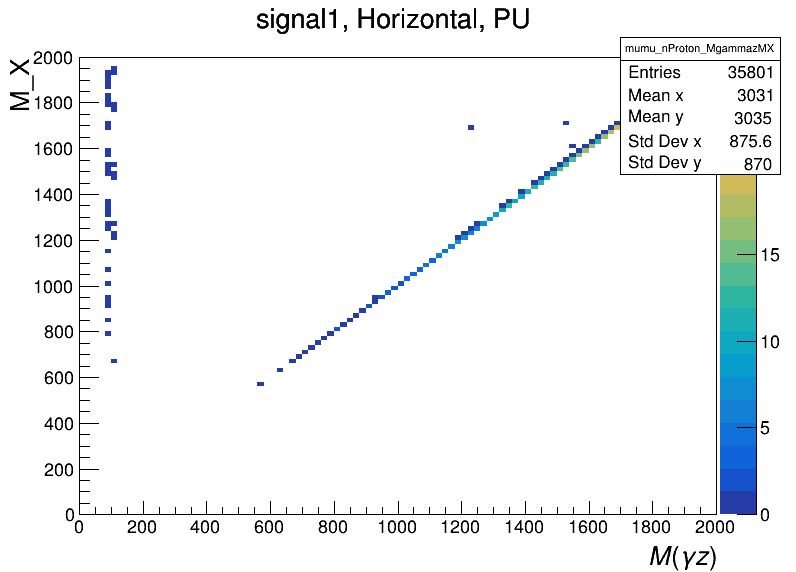 signal1, Horizontal, PU
mumu_nProton_MgammazMX
Entries 35801
Mean x 3031
Mean y 3035
Std Dev x 875.6
Std Dev y 870
M_X
2000
1800
1600
1400
1200
1000
800
600
400
200
0
15
10
5
0
0 200 400 600 800 1000 1200 1400 1600 1800 2000
M(γz)